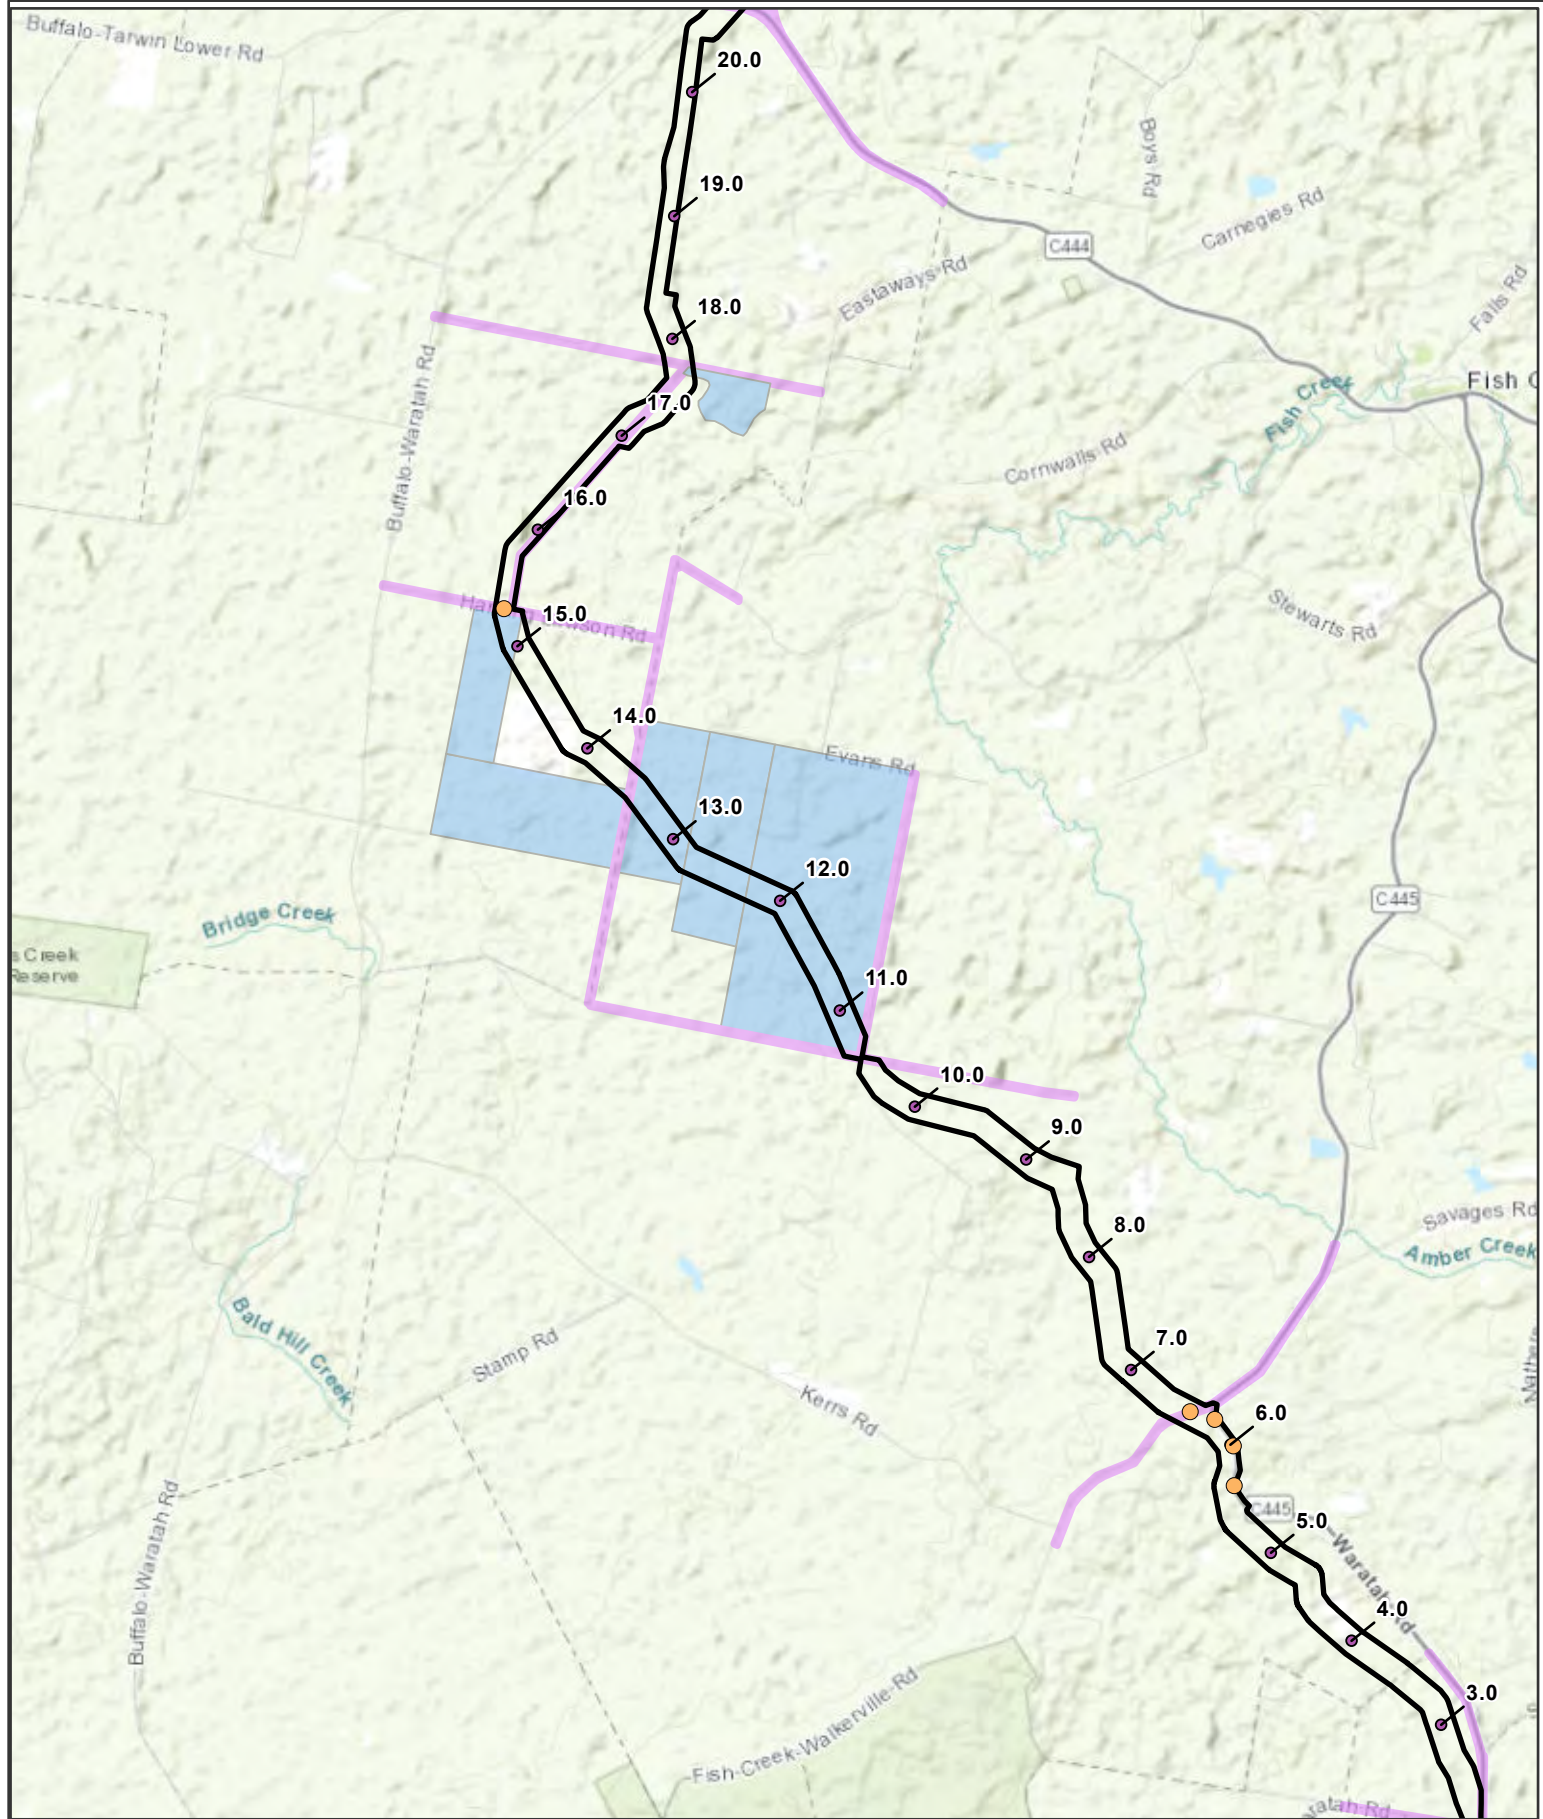 Buffalo-Tarwin Lower Rd
20.0
Boys Rd
19.0
Carnegies Rd
C444
Eastaways Rd
Falls Rd
18.0
Buffalo-Waratah Rd
Fish Creek
Fish C
17.0
Cornwalls Rd
16.0
15.0
Stewarts Rd
14.0
Evans Rd
13.0
12.0
C445
Bridge Creek
s Creek
Reserve
11.0
10.0
9.0
Savages Rd
8.0
Amber Creek
Bald Hill Creek
7.0
Stamp Rd
Kerrs Rd
6.0
Buffalo-Waratah Rd
C445
5.0
Waratah Rd
4.0
3.0
Fish-Creek-Walkerville-Rd
ratah Rd